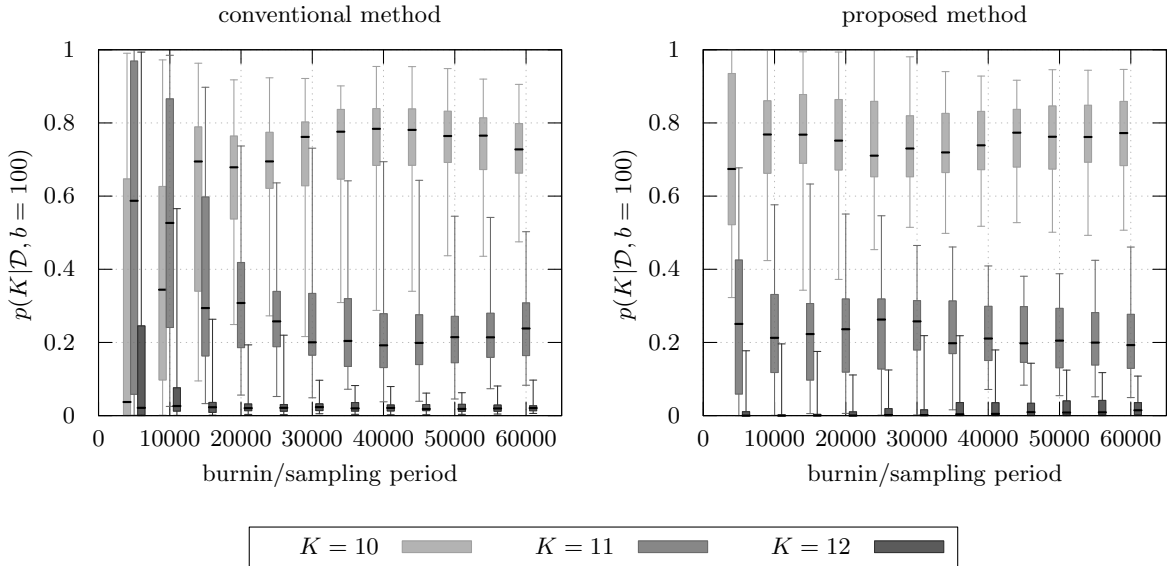 conventional method
proposed method
p(K|𝒟, b = 100)
1
0.8
0.6
0.4
0.2
0
0 10000 20000 30000 40000 50000 60000
burnin/sampling period
p(K|𝒟, b = 100)
1
0.8
0.6
0.4
0.2
0
0 10000 20000 30000 40000 50000 60000
burnin/sampling period
K = 10 K = 11 K = 12